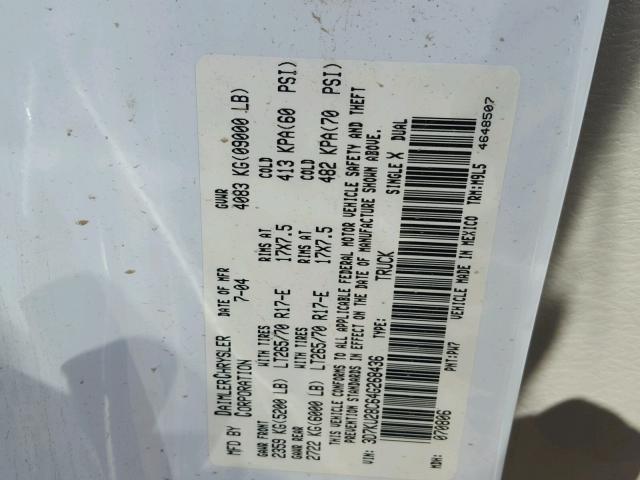 MFD BY DAIMLERCHRYSLER CORPORATION DATE OF MFR 7-04 GVWR 4083 KG(09000 LB)
GAWR FRONT WITH TIRES RIMS AT COLD
2359 KG(5200 LB) LT265/70 R17-E 17X7.5 413 KPA(60 PSI)
GAWR REAR WITH TIRES RIMS AT COLD
2722 KG(6000 LB) LT265/70 R17-E 17X7.5 482 KPA(70 PSI)
THIS VEHICLE CONFORMS TO ALL APPLICABLE FEDERAL MOTOR VEHICLE SAFETY AND THEFT
PREVENTION STANDARDS IN EFFECT ON THE DATE OF MANUFACTURE SHOWN ABOVE.
VIN: 3D7KU28C64G268436 TYPE: TRUCK SINGLE X DUAL
MDH: 070806 PNT:PW7 VEHICLE MADE IN MEXICO TRM:M9L5 4648507